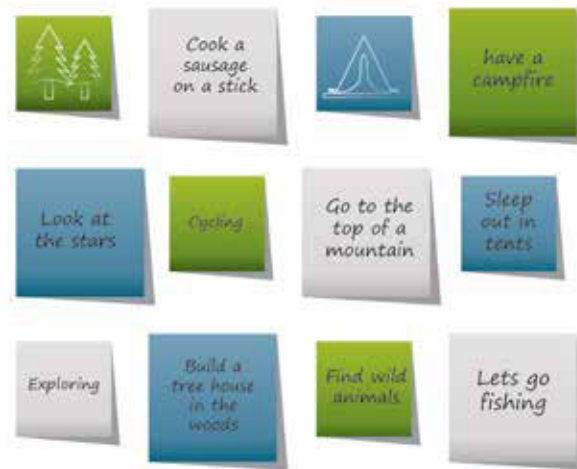 Cook a
sausage
on a stick
have a
campfire
Look at
the stars
Cycling
Go to the
top of a
mountain
Sleep
out in
tents
Exploring
Build a
tree house
in the
woods
Find wild
animals
Lets go
fishing